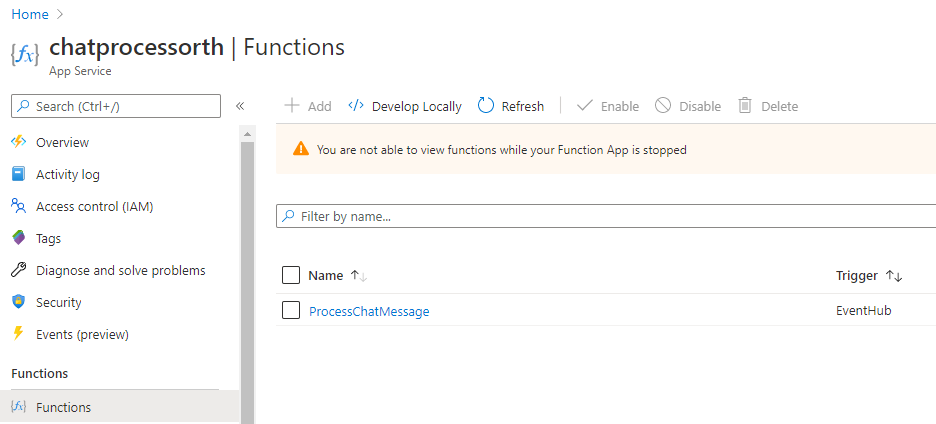 Home
{fx} chatprocessorth | Functions
App Service
Search (Ctrl+/) «
Add </> Develop Locally Refresh Enable Disable Delete
Overview
Activity log
Access control (IAM)
Tags
Diagnose and solve problems
Security
Events (preview)
Functions
{fx} Functions
You are not able to view functions while your Function App is stopped
Filter by name...
Name ↑↓ Trigger ↑↓
ProcessChatMessage EventHub